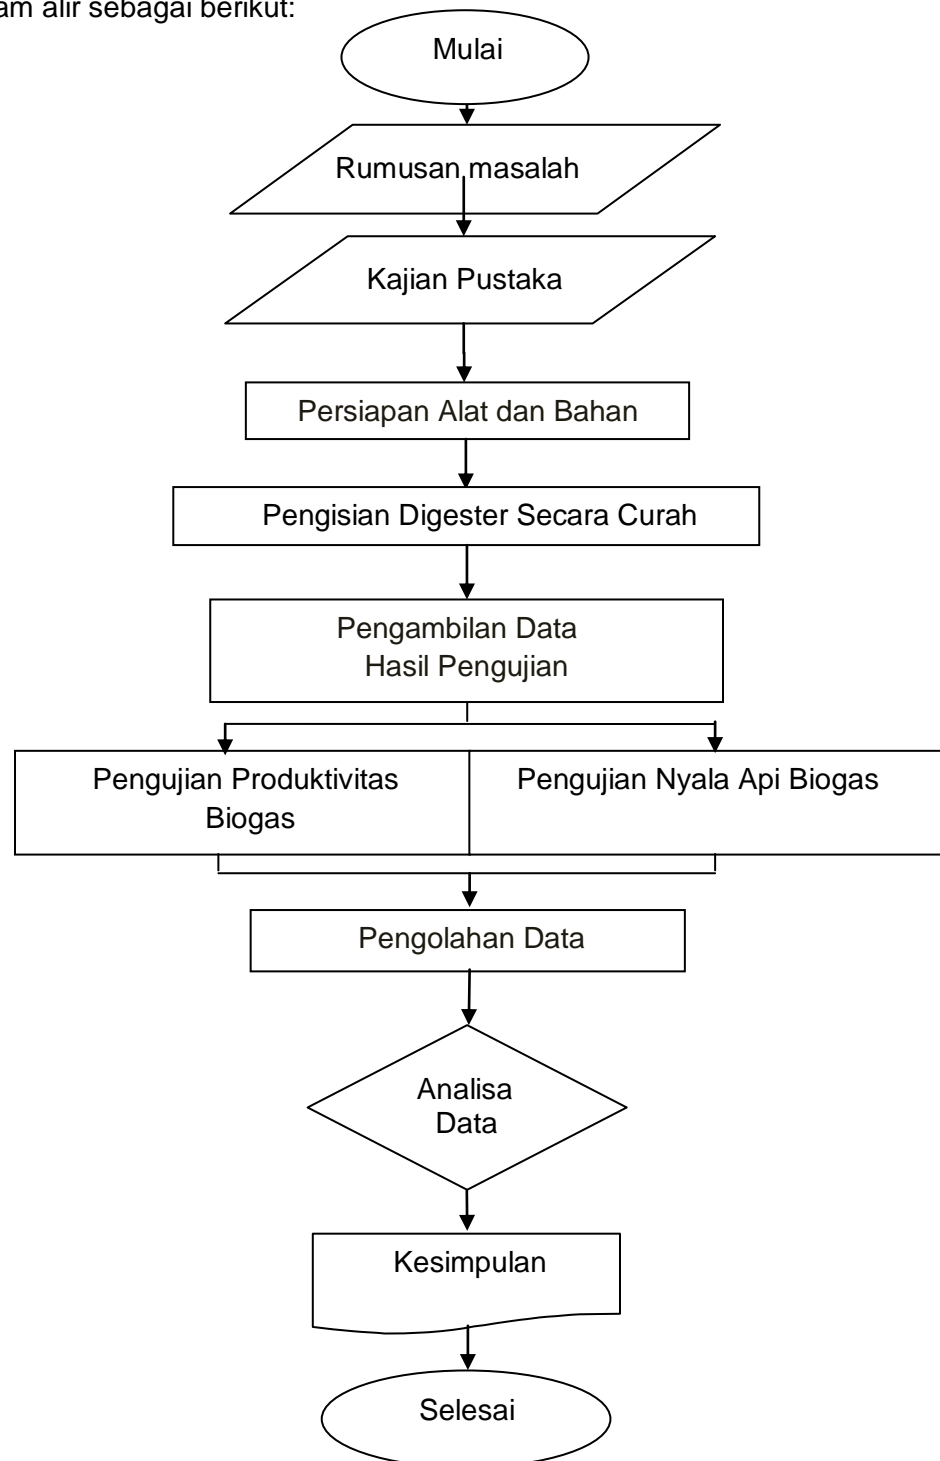 am alir sebagai berikut:
Mulai
Rumusan masalah
Kajian Pustaka
Persiapan Alat dan Bahan
Pengisian Digester Secara Curah
Pengambilan Data
Hasil Pengujian
Pengujian Produktivitas
Biogas
Pengujian Nyala Api Biogas
Pengolahan Data
Analisa
Data
Kesimpulan
Selesai